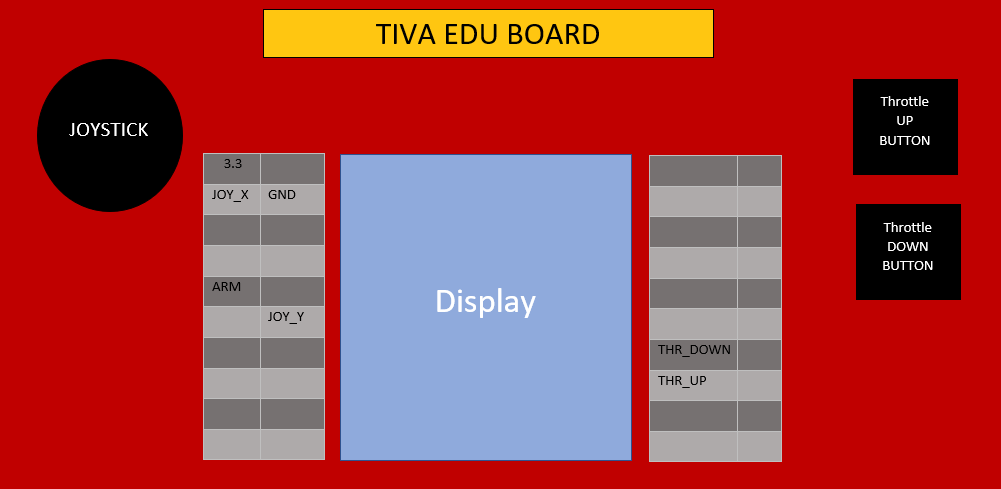 TIVA EDU BOARD
JOYSTICK
Throttle
UP
BUTTON
3.3
JOY_X GND
ARM
JOY_Y
Display
Throttle
DOWN
BUTTON
THR_DOWN
THR_UP